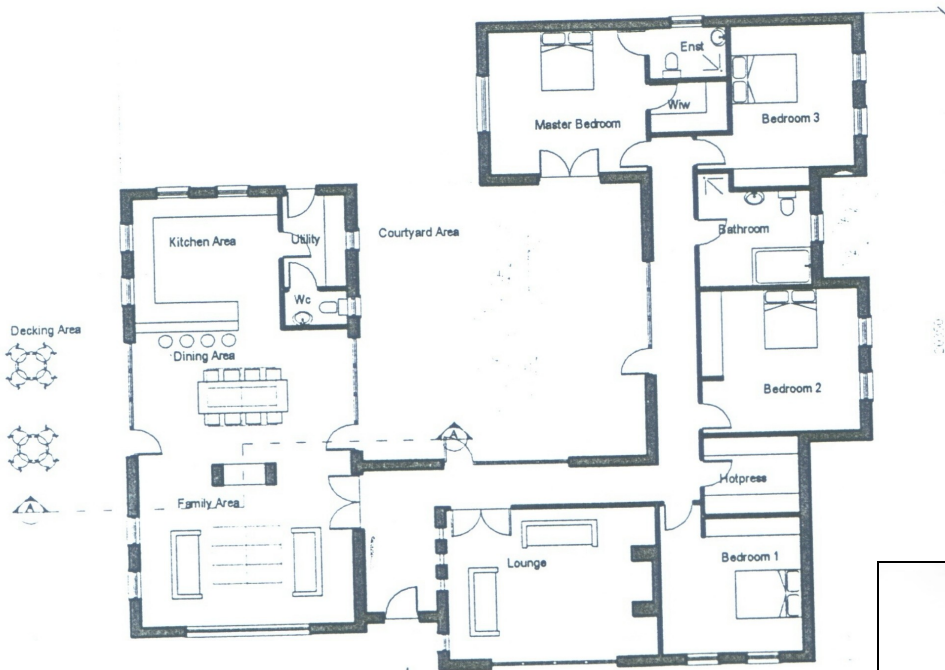 Enst
Wiw
Master Bedroom
Bedroom 3
Kitchen Area
Utility
Courtyard Area
Bathroom
Wc
Decking Area
Dining Area
Bedroom 2
A
Hotpress
Family Area
A
Lounge
Bedroom 1